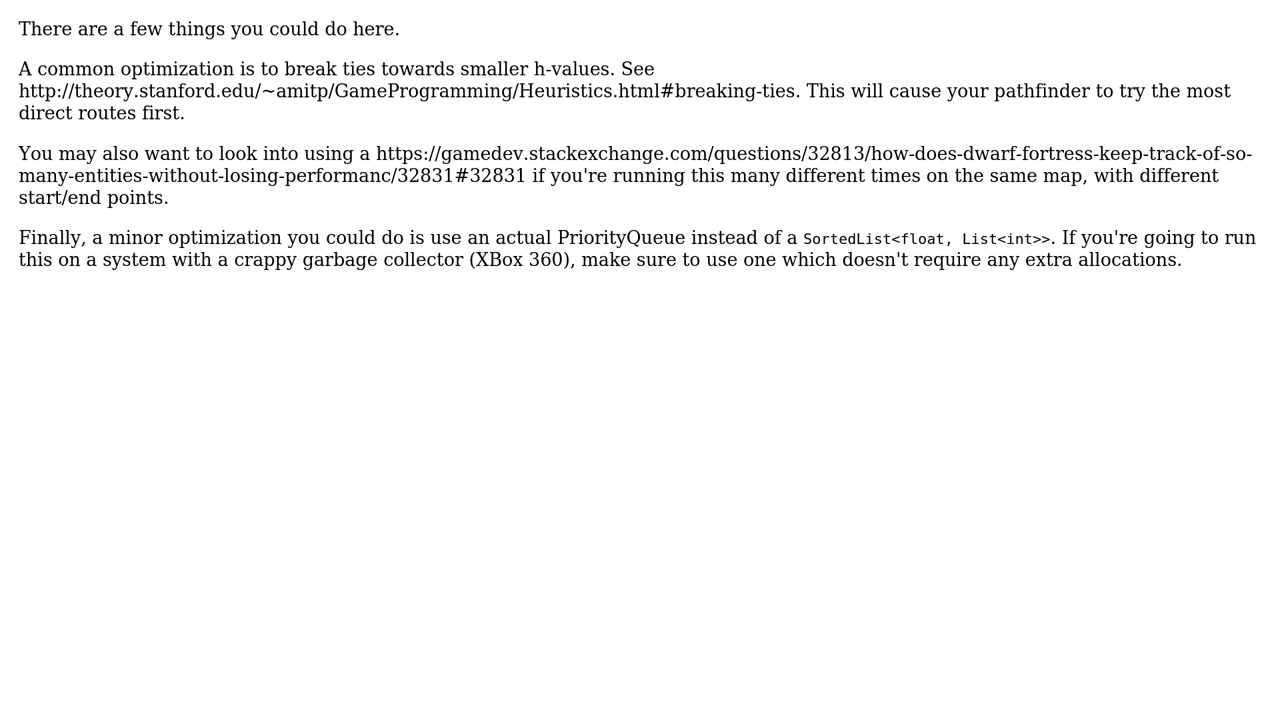 There are a few things you could do here.
A common optimization is to break ties towards smaller h-values. See
http://theory.stanford.edu/~amitp/GameProgramming/Heuristics.html#breaking-ties. This will cause your pathfinder to try the most
direct routes first.
You may also want to look into using a https://gamedev.stackexchange.com/questions/32813/how-does-dwarf-fortress-keep-track-of-so-
many-entities-without-losing-performanc/32831#32831 if you're running this many different times on the same map, with different
start/end points.
Finally, a minor optimization you could do is use an actual PriorityQueue instead of a SortedList<float, List<int>>. If you're going to run
this on a system with a crappy garbage collector (XBox 360), make sure to use one which doesn't require any extra allocations.